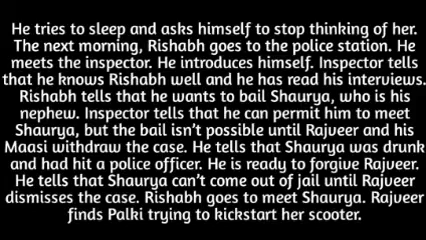 He tries to sleep and asks himself to stop thinking of her.
The next morning, Rishabh goes to the police station. He
meets the inspector. He introduces himself. Inspector tells
that he knows Rishabh well and he has read his interviews.
Rishabh tells that he wants to bail Shaurya, who is his
nephew. Inspector tells that he can permit him to meet
Shaurya, but the bail isn't possible until Rajveer and his
Maasi withdraw the case. He tells that Shaurya was drunk
and had hit a police officer. He is ready to forgive Rajveer.
He tells that Shaurya can't come out of jail until Rajveer
dismisses the case. Rishabh goes to meet Shaurya. Rajveer
finds Palki trying to kickstart her scooter.